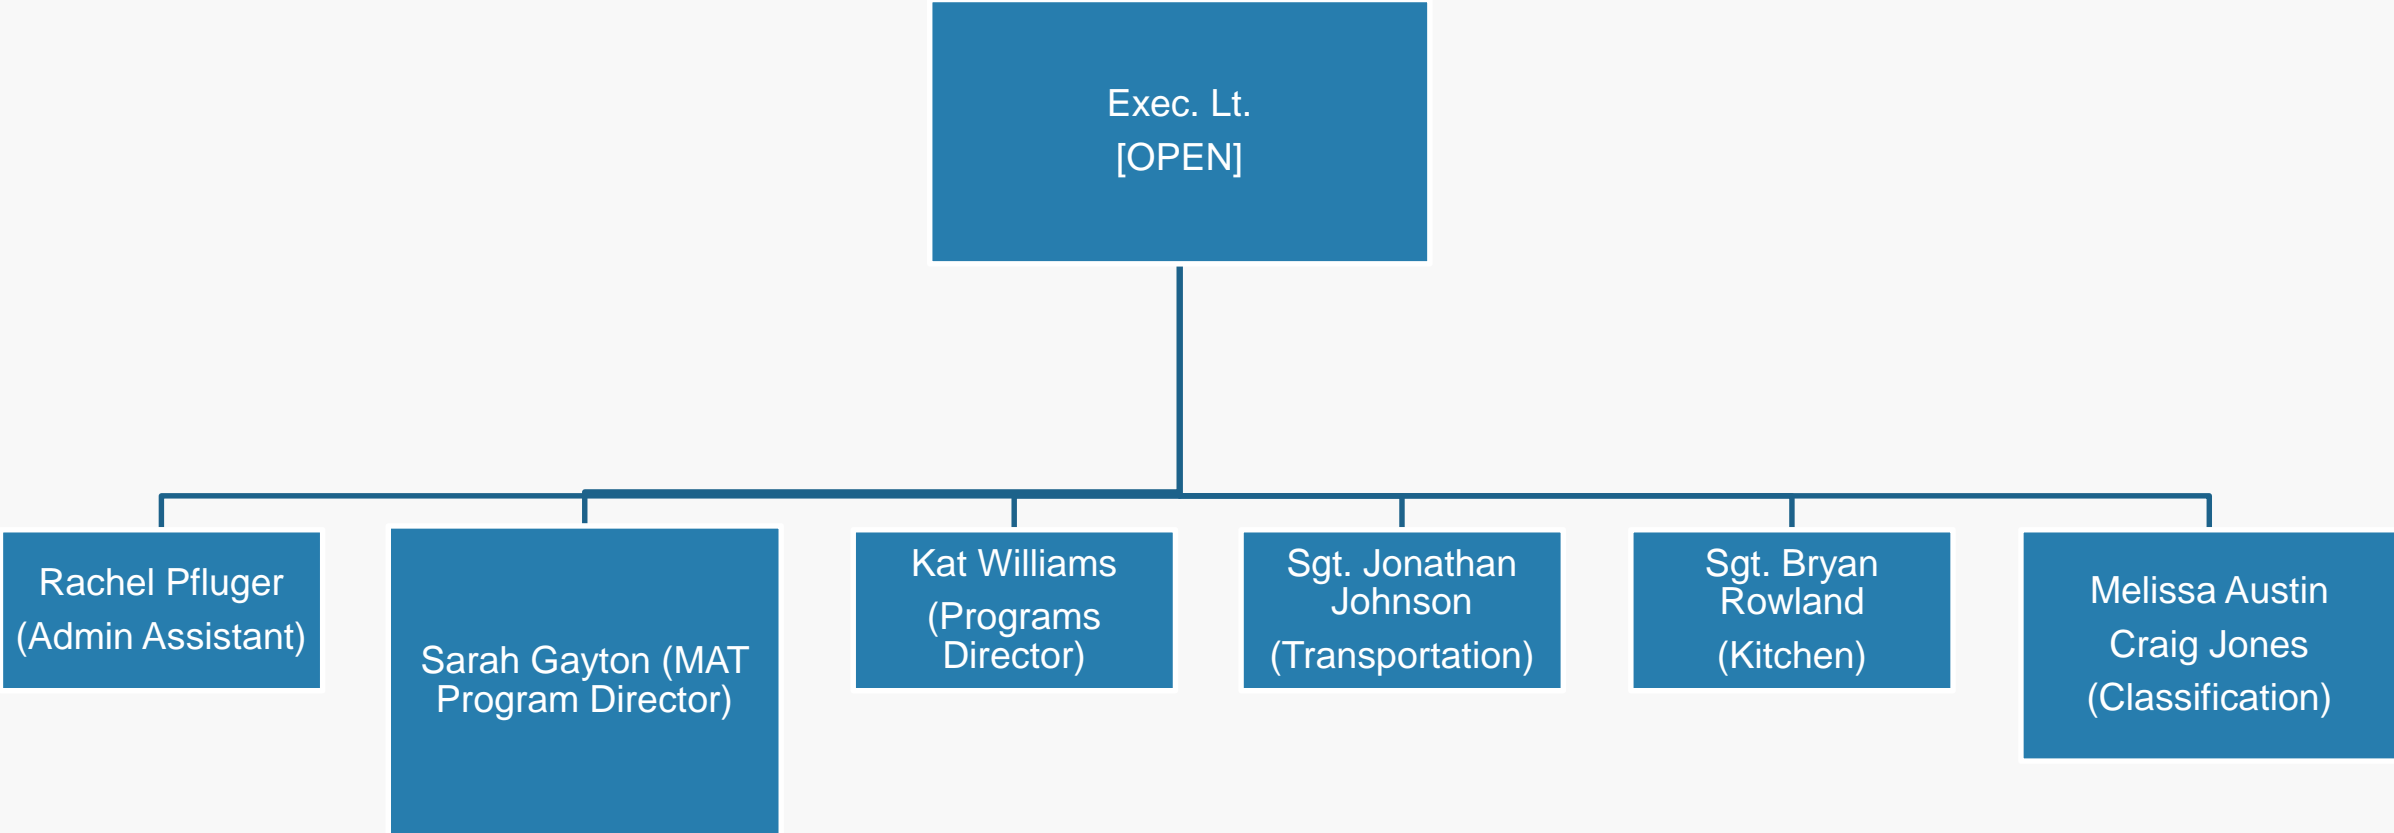 Exec. Lt.
[OPEN]
Rachel Pfluger
(Admin Assistant)
Sarah Gayton (MAT
Program Director)
Kat Williams
(Programs
Director)
Sgt. Jonathan
Johnson
(Transportation)
Sgt. Bryan
Rowland
(Kitchen)
Melissa Austin
Craig Jones
(Classification)